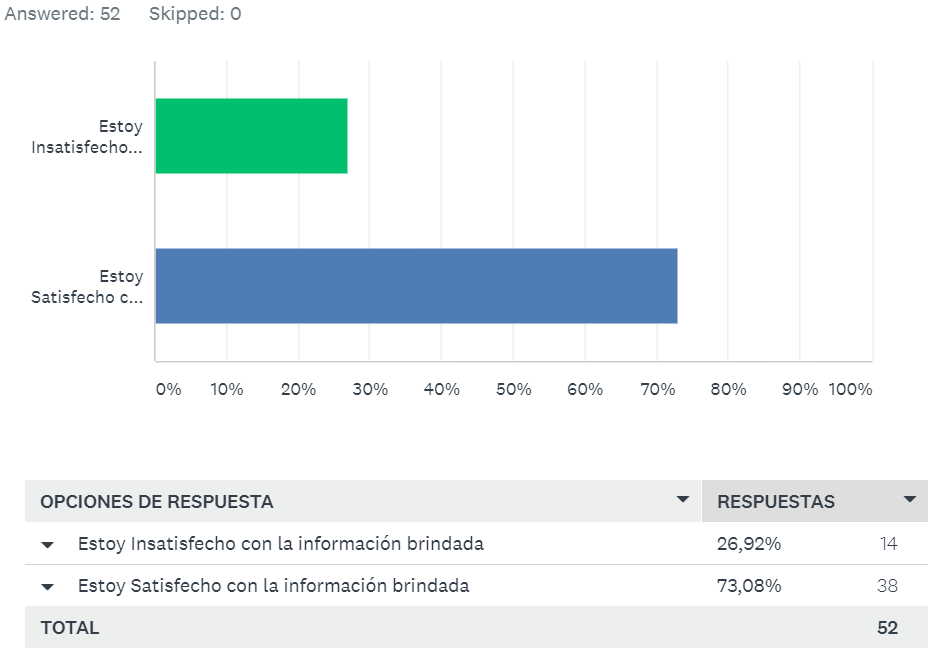 Answered: 52 Skipped: 0
Estoy
Insatisfecho...
Estoy
Satisfecho c...
0% 10% 20% 30% 40% 50% 60% 70% 80% 90% 100%
OPCIONES DE RESPUESTA RESPUESTAS
Estoy Insatisfecho con la información brindada 26,92% 14
Estoy Satisfecho con la información brindada 73,08% 38
TOTAL 52